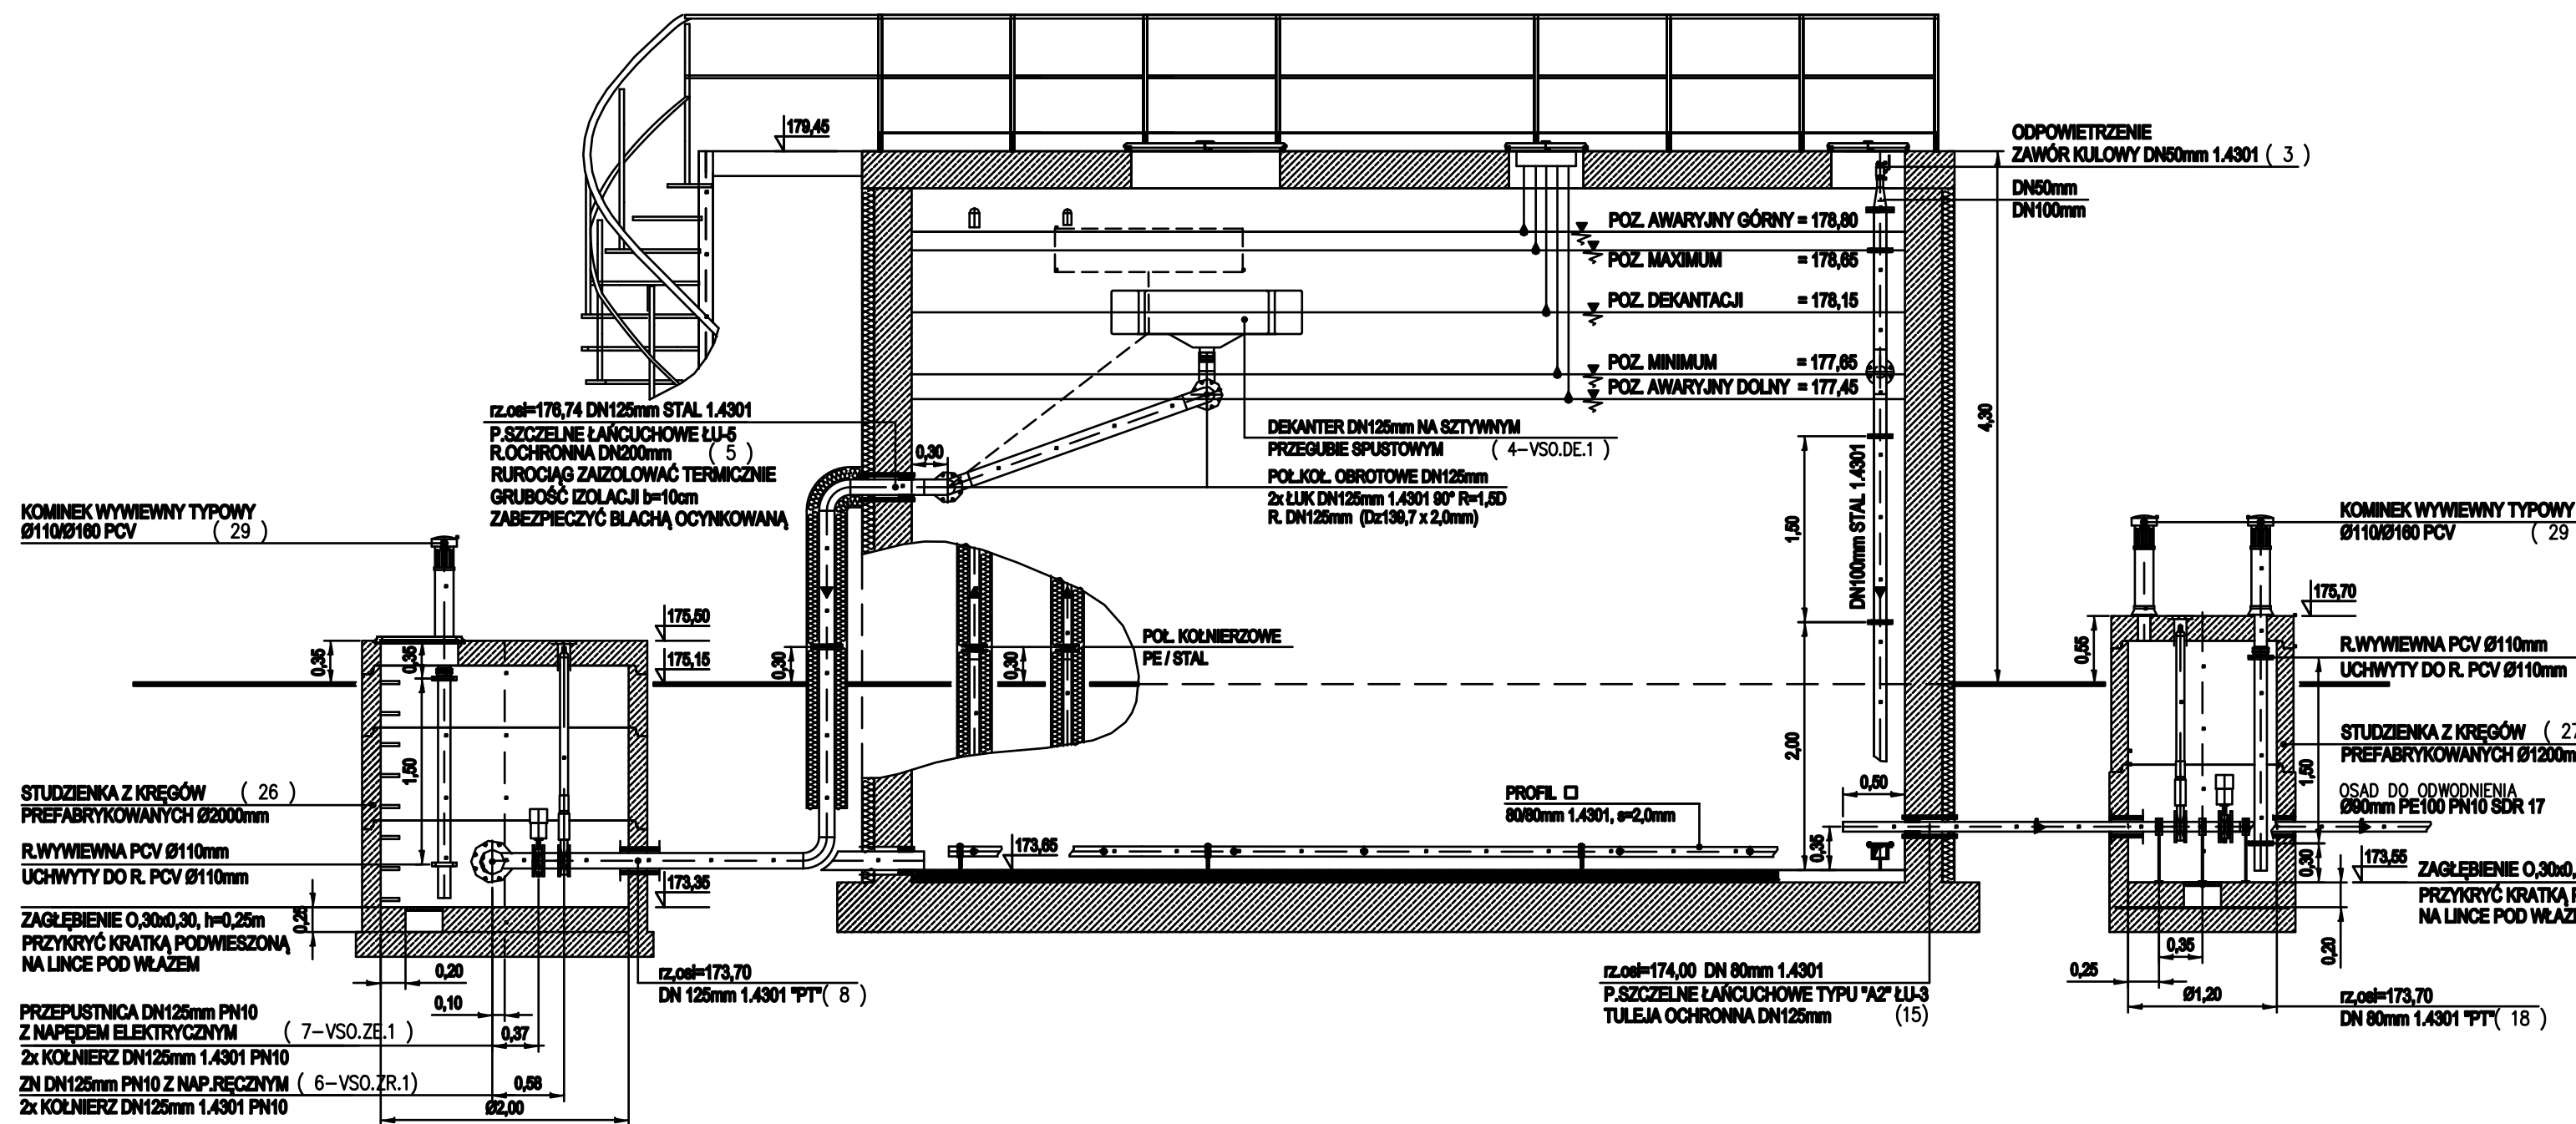 179,45
ODPOWIETRZENIE
ZAWÓR KULOWY DN50mm 1.4301 ( 3 )
DN50mm
DN100mm
POZ. AWARYJNY GÓRNY = 178,80
POZ. MAXIMUM = 178,65
POZ. DEKANTACJI = 178,15
POZ. MINIMUM = 177,65
POZ. AWARYJNY DOLNY = 177,45
4,30
rz.osi=176,74 DN125mm STAL 1.4301
P.SZCZELNE ŁAŃCUCHOWE ŁU-5
R.OCHRONNA DN200mm ( 5 )
RUROCIĄG ZAIZOLOWAĆ TERMICZNIE
GRUBOŚĆ IZOLACJI b=10cm
ZABEZPIECZYĆ BLACHĄ OCYNKOWANĄ
0,30
DEKANTER DN125mm NA SZTYWNYM
PRZEGUBIE SPUSTOWYM ( 4-VSO.DE.1 )
POŁ.KOŁ. OBROTOWE DN125mm
2x ŁUK DN125mm 1.4301 90° R=1,5D
R. DN125mm (Dz139,7 x 2,0mm)
1,50
DN100mm STAL 1.4301
2,00
KOMINEK WYWIEWNY TYPOWY
Ø110/Ø160 PCV ( 29 )
KOMINEK WYWIEWNY TYPOWY
Ø110/Ø160 PCV ( 29
175,50
175,15
0,35
0,35
0,30
0,30
POŁ. KOŁNIERZOWE
PE / STAL
175,70
0,55
R.WYWIEWNA PCV Ø110mm
UCHWYTY DO R. PCV Ø110mm
1,50
STUDZIENKA Z KRĘGÓW ( 26 )
PREFABRYKOWANYCH Ø2000mm
R.WYWIEWNA PCV Ø110mm
UCHWYTY DO R. PCV Ø110mm
ZAGŁĘBIENIE O,30x0,30, h=0,25m
PRZYKRYĆ KRATKĄ PODWIESZONĄ
NA LINCE POD WŁAZEM
0,25
173,35
173,65
PROFIL
80/80mm 1.4301, s=2,0mm
0,50
0,35
STUDZIENKA Z KRĘGÓW ( 27
PREFABRYKOWANYCH Ø1200m
1,50
OSAD DO ODWODNIENIA
Ø90mm PE100 PN10 SDR 17
0,30
173,55
ZAGŁĘBIENIE O,30x0,
PRZYKRYĆ KRATKĄ P
NA LINCE POD WŁAZE
0,20
0,35
0,25
Ø1,20
rz,osi=173,70
DN 80mm 1.4301 "PT" ( 18 )
rz.osi=174,00 DN 80mm 1.4301
P.SZCZELNE ŁAŃCUCHOWE TYPU "A2" ŁU-3
TULEJA OCHRONNA DN125mm (15)
rz,osi=173,70
DN 125mm 1.4301 "PT" ( 8 )
0,20
0,10
0,37
0,58
Ø2,00
PRZEPUSTNICA DN125mm PN10
Z NAPĘDEM ELEKTRYCZNYM ( 7-VSO.ZE.1 )
2x KOŁNIERZ DN125mm 1.4301 PN10
ZN DN125mm PN10 Z NAP.RĘCZNYM ( 6-VSO.ZR.1)
2x KOŁNIERZ DN125mm 1.4301 PN10